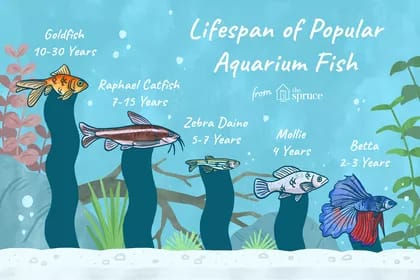 Lifespan of Popular
Aquarium Fish
from the
spruce
Goldfish
10-30 Years
Raphael Catfish
7-15 Years
Zebra Danio
5-7 Years
Mollie
4 Years
Betta
2-3 Years